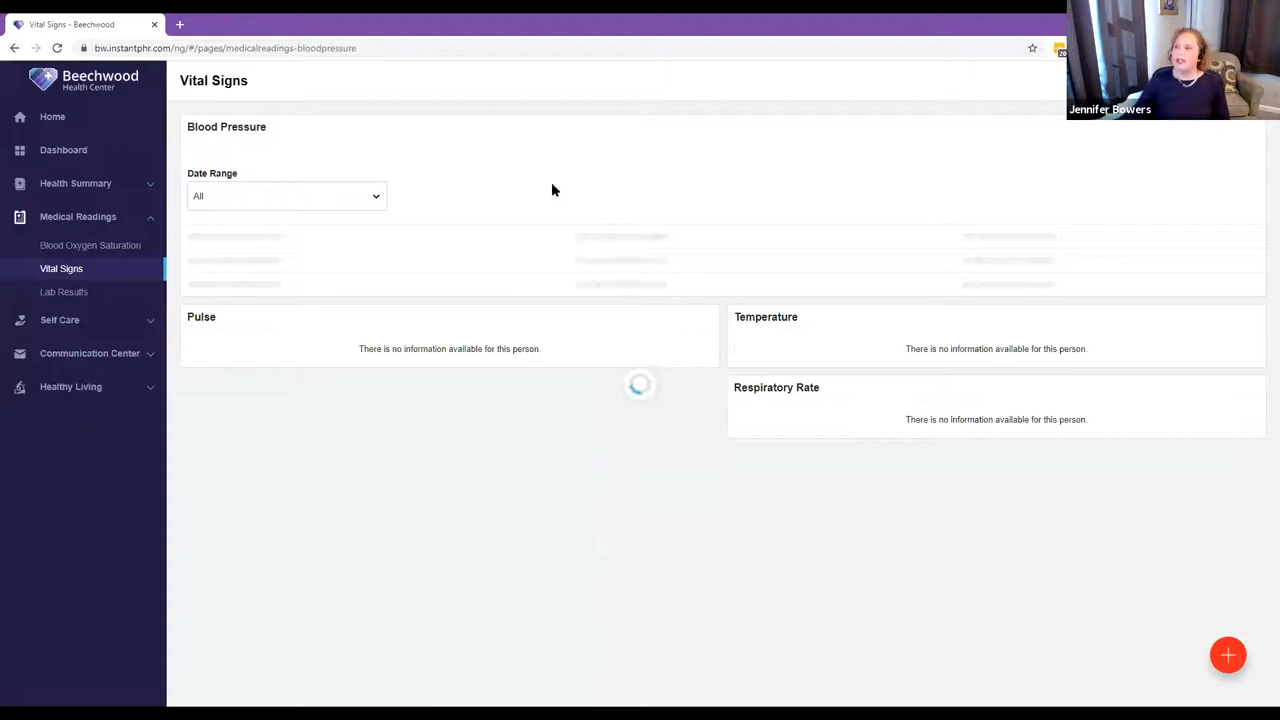 Vital Signs - Beechwood
bw.instantphr.com/ng/#/pages/medicalreadings-bloodpressure
20
Jennifer Bowers
Beechwood
Health Center
Home
Dashboard
Health Summary
Medical Readings
Blood Oxygen Saturation
Vital Signs
Lab Results
Self Care
Communication Center
Healthy Living
Vital Signs
Blood Pressure
Date Range
All
Pulse
There is no information available for this person.
Temperature
There is no information available for this person.
Respiratory Rate
There is no information available for this person.